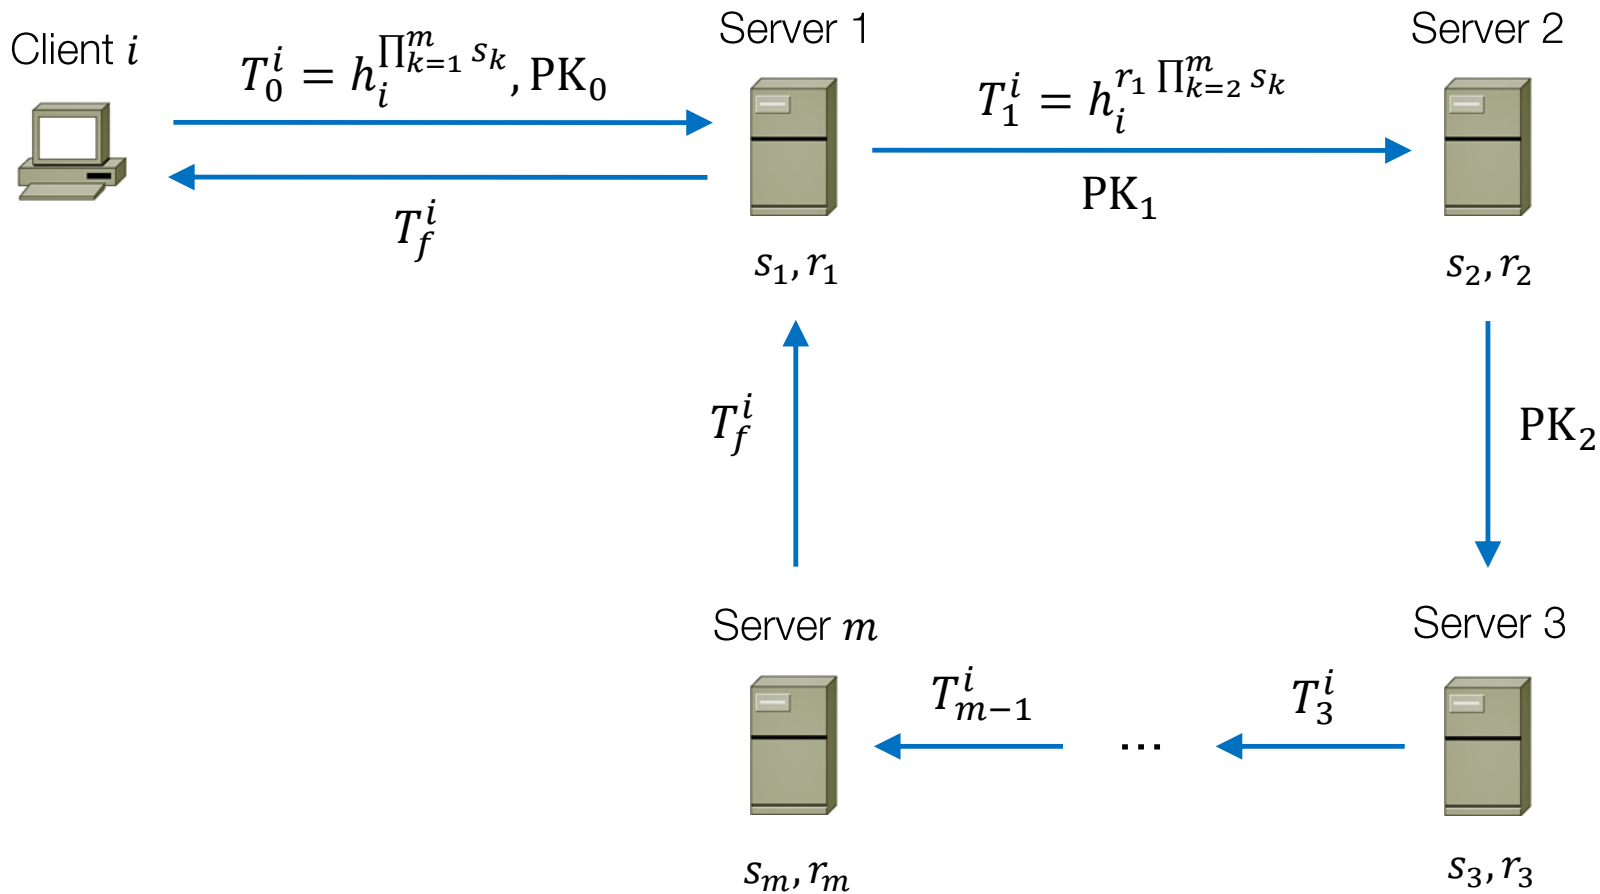 Client i
Server 1
Server 2
T_0^i = h_i^{∏_{k=1}^m s_k}, PK_0
T_1^i = h_i^{r_1 ∏_{k=2}^m s_k}
PK_1
T_f^i
s_1, r_1
s_2, r_2
T_f^i
PK_2
Server m
Server 3
T_{m−1}^i
...
T_3^i
s_m, r_m
s_3, r_3